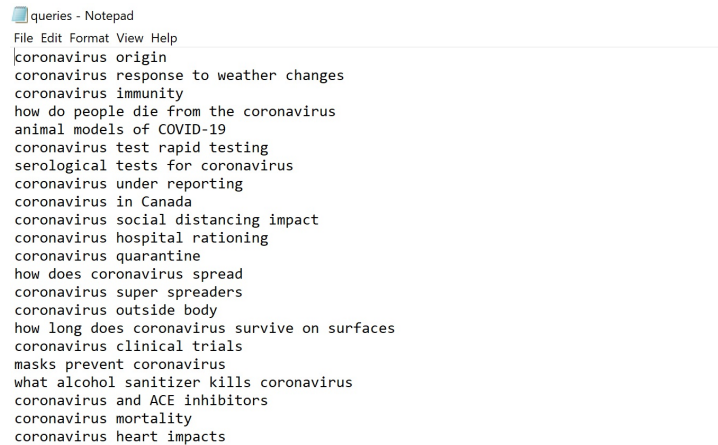 queries - Notepad
File Edit Format View Help
coronavirus origin
coronavirus response to weather changes
coronavirus immunity
how do people die from the coronavirus
animal models of COVID-19
coronavirus test rapid testing
serological tests for coronavirus
coronavirus under reporting
coronavirus in Canada
coronavirus social distancing impact
coronavirus hospital rationing
coronavirus quarantine
how does coronavirus spread
coronavirus super spreaders
coronavirus outside body
how long does coronavirus survive on surfaces
coronavirus clinical trials
masks prevent coronavirus
what alcohol sanitizer kills coronavirus
coronavirus and ACE inhibitors
coronavirus mortality
coronavirus heart impacts